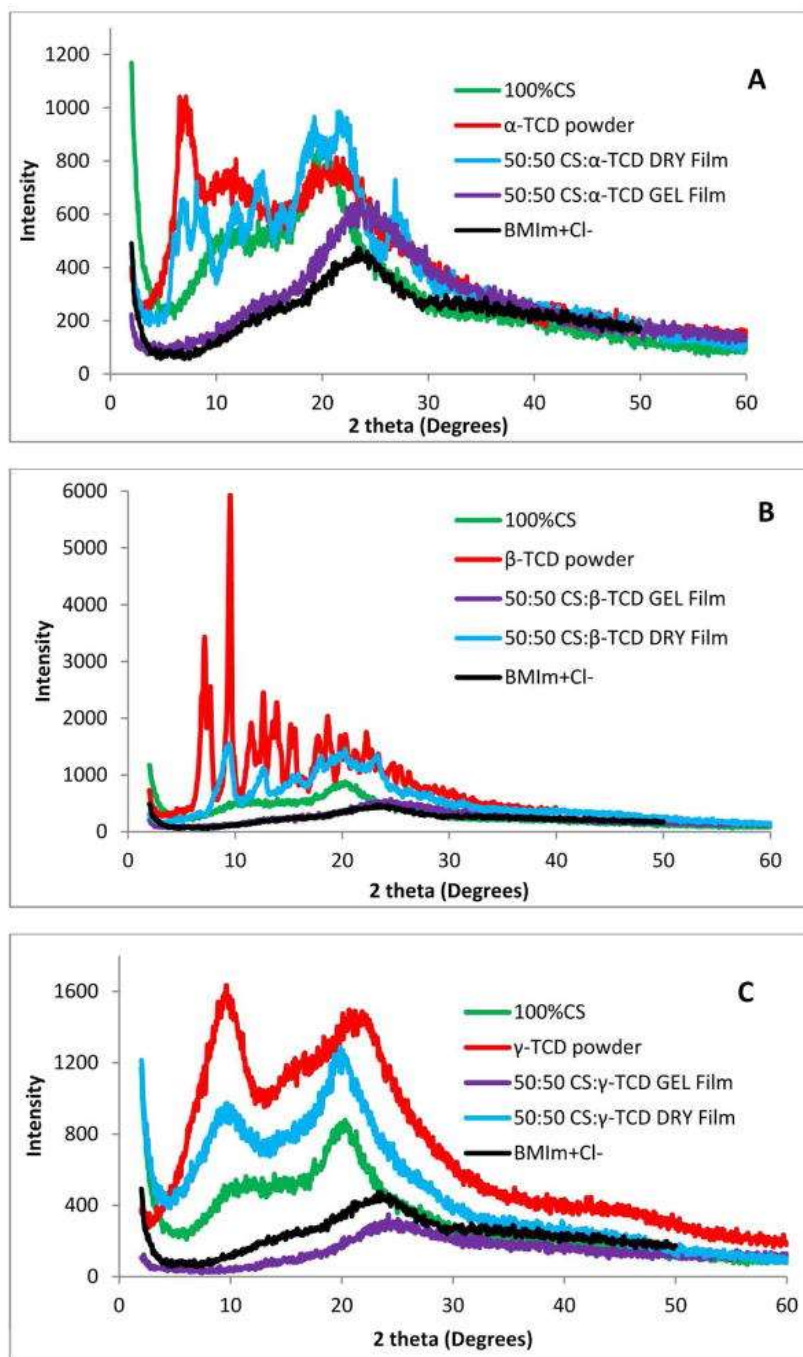 A
1200
1000
800
600
400
200
0
Intensity
0 10 20 30 40 50 60
2 theta (Degrees)
100%CS
α-TCD powder
50:50 CS:α-TCD DRY Film
50:50 CS:α-TCD GEL Film
BMIm+Cl-
B
6000
5000
4000
3000
2000
1000
0
Intensity
0 10 20 30 40 50 60
2 theta (Degrees)
100%CS
β-TCD powder
50:50 CS:β-TCD GEL Film
50:50 CS:β-TCD DRY Film
BMIm+Cl-
C
1600
1200
800
400
0
Intensity
0 10 20 30 40 50 60
2 theta (Degrees)
100%CS
γ-TCD powder
50:50 CS:γ-TCD GEL Film
50:50 CS:γ-TCD DRY Film
BMIm+Cl-